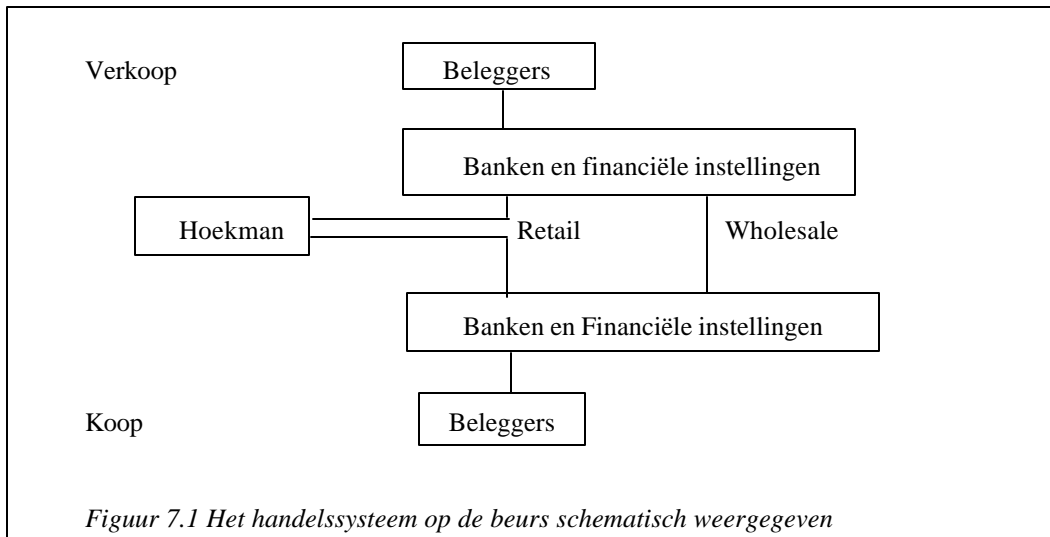 Verkoop
Beleggers
Banken en financiële instellingen
Hoekman
Retail
Wholesale
Banken en Financiële instellingen
Koop
Beleggers
Figuur 7.1 Het handelssysteem op de beurs schematisch weergegeven